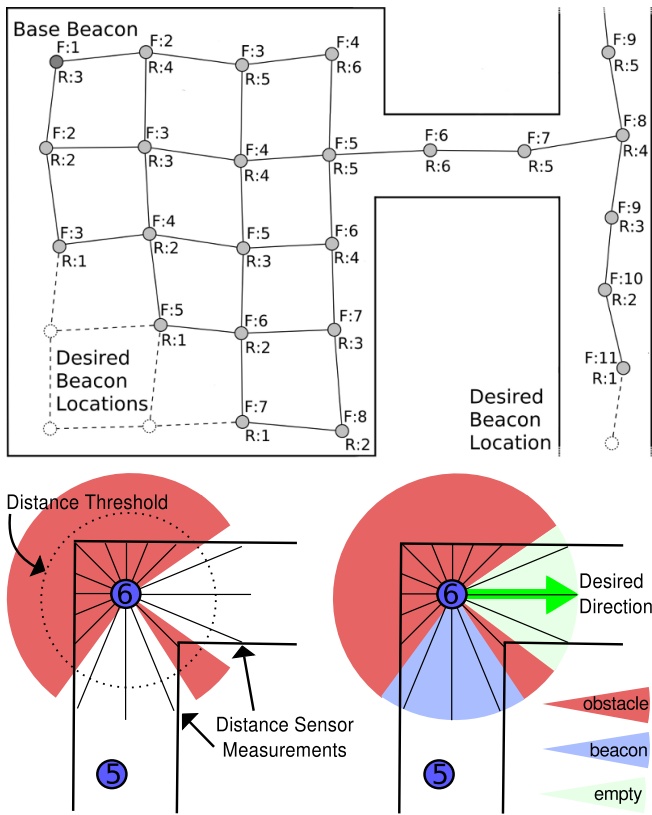 Base Beacon
F:1
R:3
F:2
R:4
F:3
R:5
F:4
R:6
F:9
R:5
F:2
R:2
F:3
R:3
F:4
R:4
F:5
R:5
F:6
R:6
F:7
R:5
F:8
R:4
F:3
R:1
F:4
R:2
F:5
R:3
F:6
R:4
F:9
R:3
F:10
R:2
F:5
R:1
F:6
R:2
F:7
R:3
F:11
R:1
Desired
Beacon
Locations
F:7
R:1
F:8
R:2
Desired
Beacon
Location
Distance Threshold
6
5
Distance Sensor
Measurements
6
5
Desired
Direction
obstacle
beacon
empty